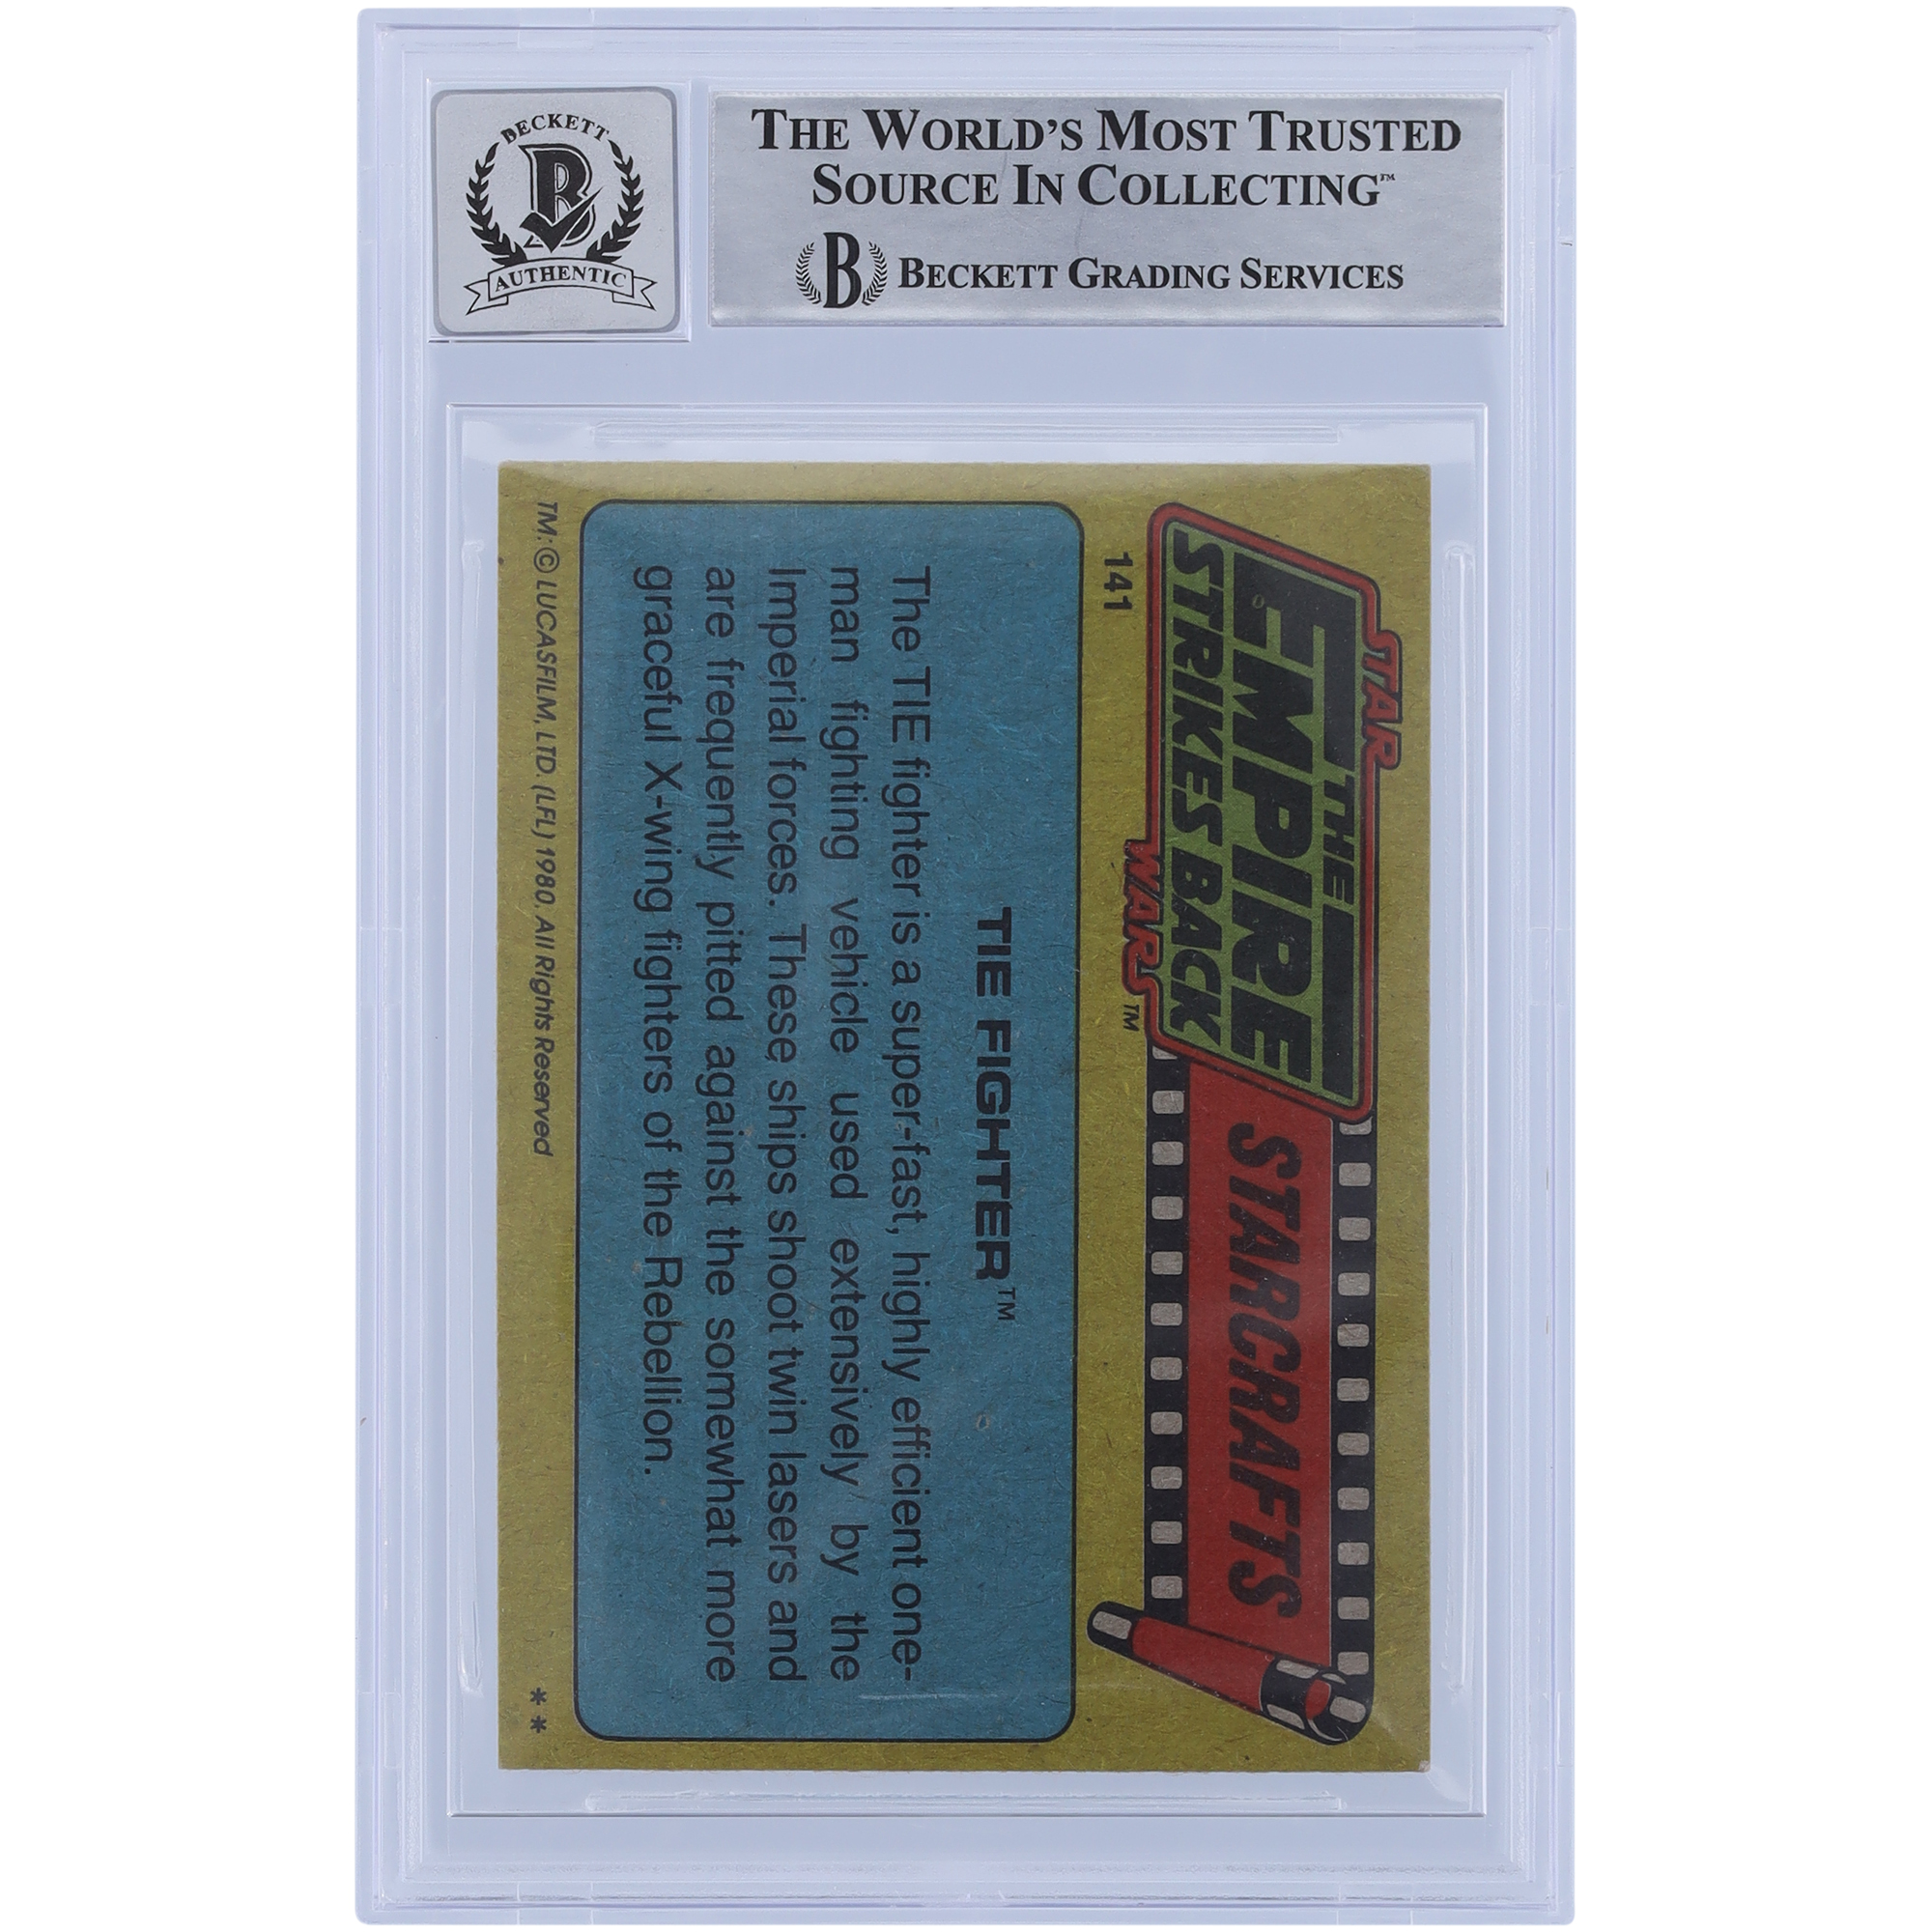 BECKETT
B
AUTHENTIC
THE WORLD'S MOST TRUSTED
SOURCE IN COLLECTING™
B BECKETT GRADING SERVICES
STAR
THE
EMPIRE
STRIKES BACK
WARS™
STARCRAFTS
141
TIE FIGHTER™
The TIE fighter is a super-fast, highly efficient one-
man fighting vehicle used extensively by the
Imperial forces. These ships shoot twin lasers and
are frequently pitted against the somewhat more
graceful X-wing fighters of the Rebellion.
TM: © LUCASFILM, LTD. (LFL) 1980. All Rights Reserved
**